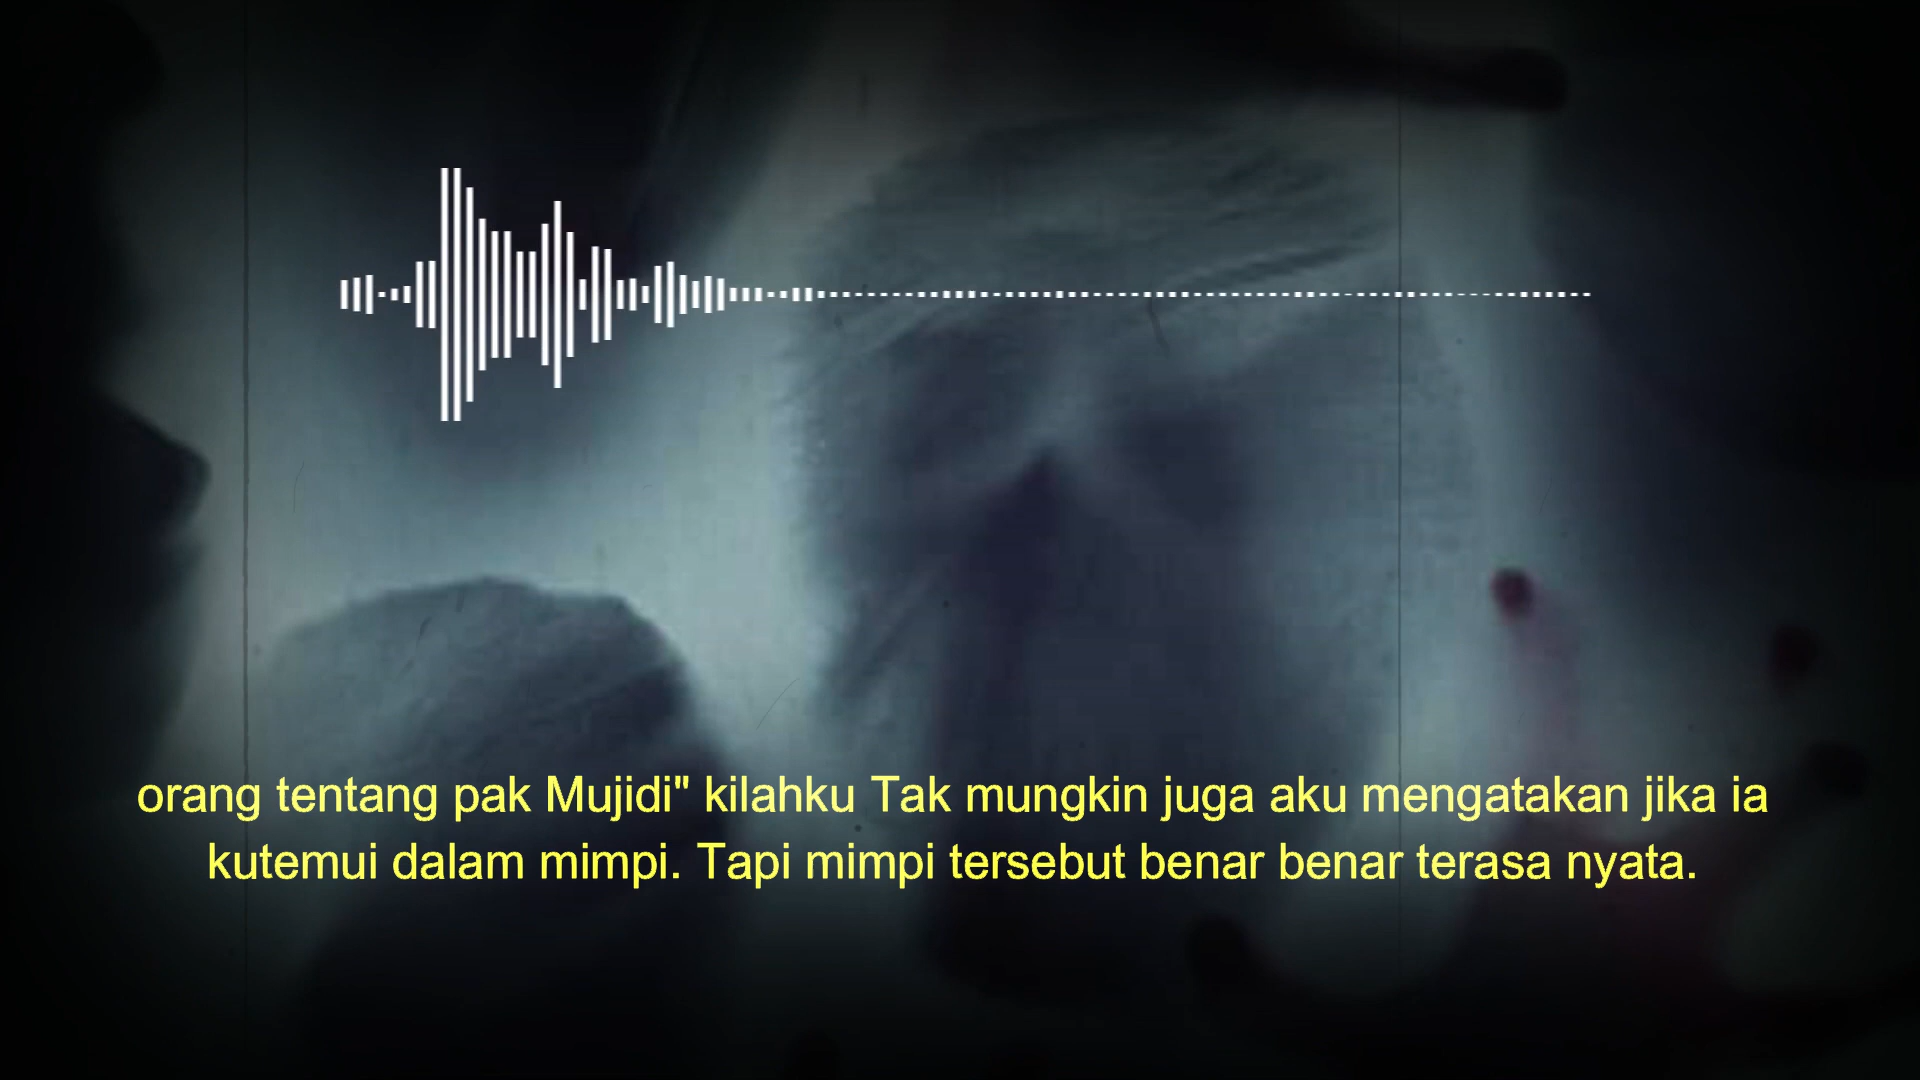 orang tentang pak Mujidi" kilahku Tak mungkin juga aku mengatakan jika ia
kutemui dalam mimpi. Tapi mimpi tersebut benar benar terasa nyata.